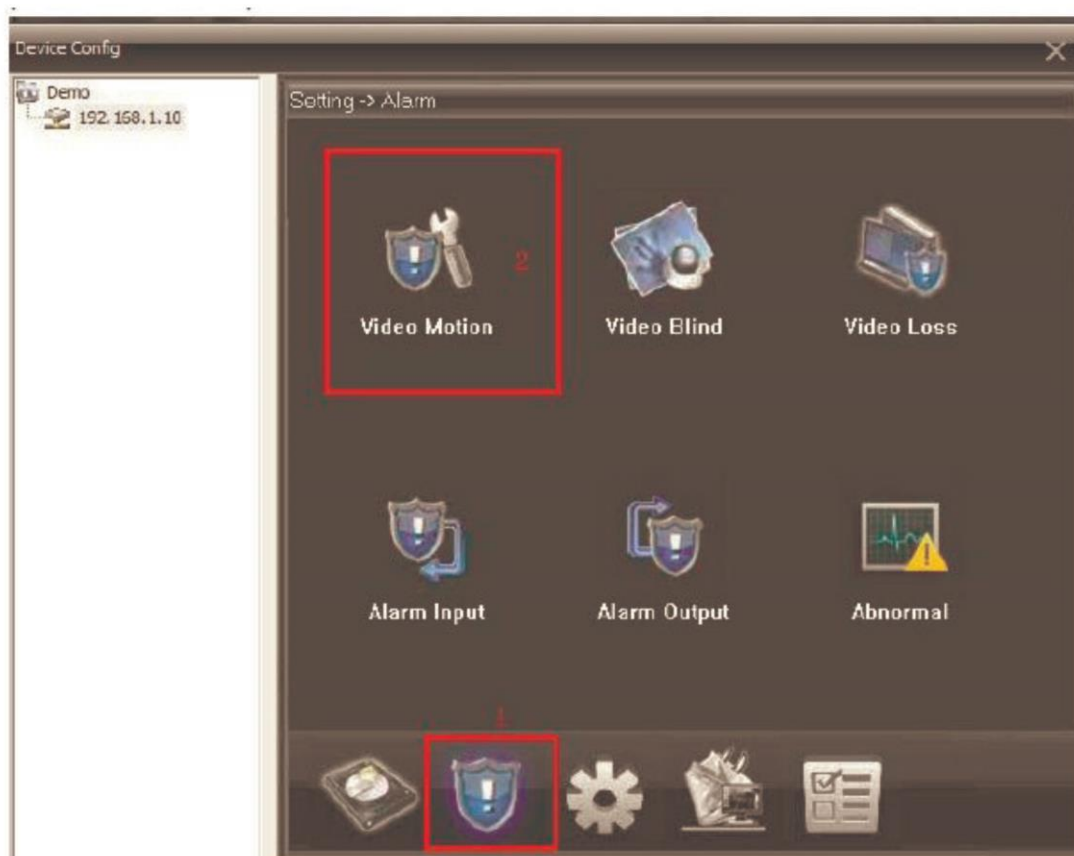 Device Config
Demo
192.168.1.10
Setting -> Alarm
2
Video Motion
Video Blind
Video Loss
Alarm Input
Alarm Output
Abnormal
1